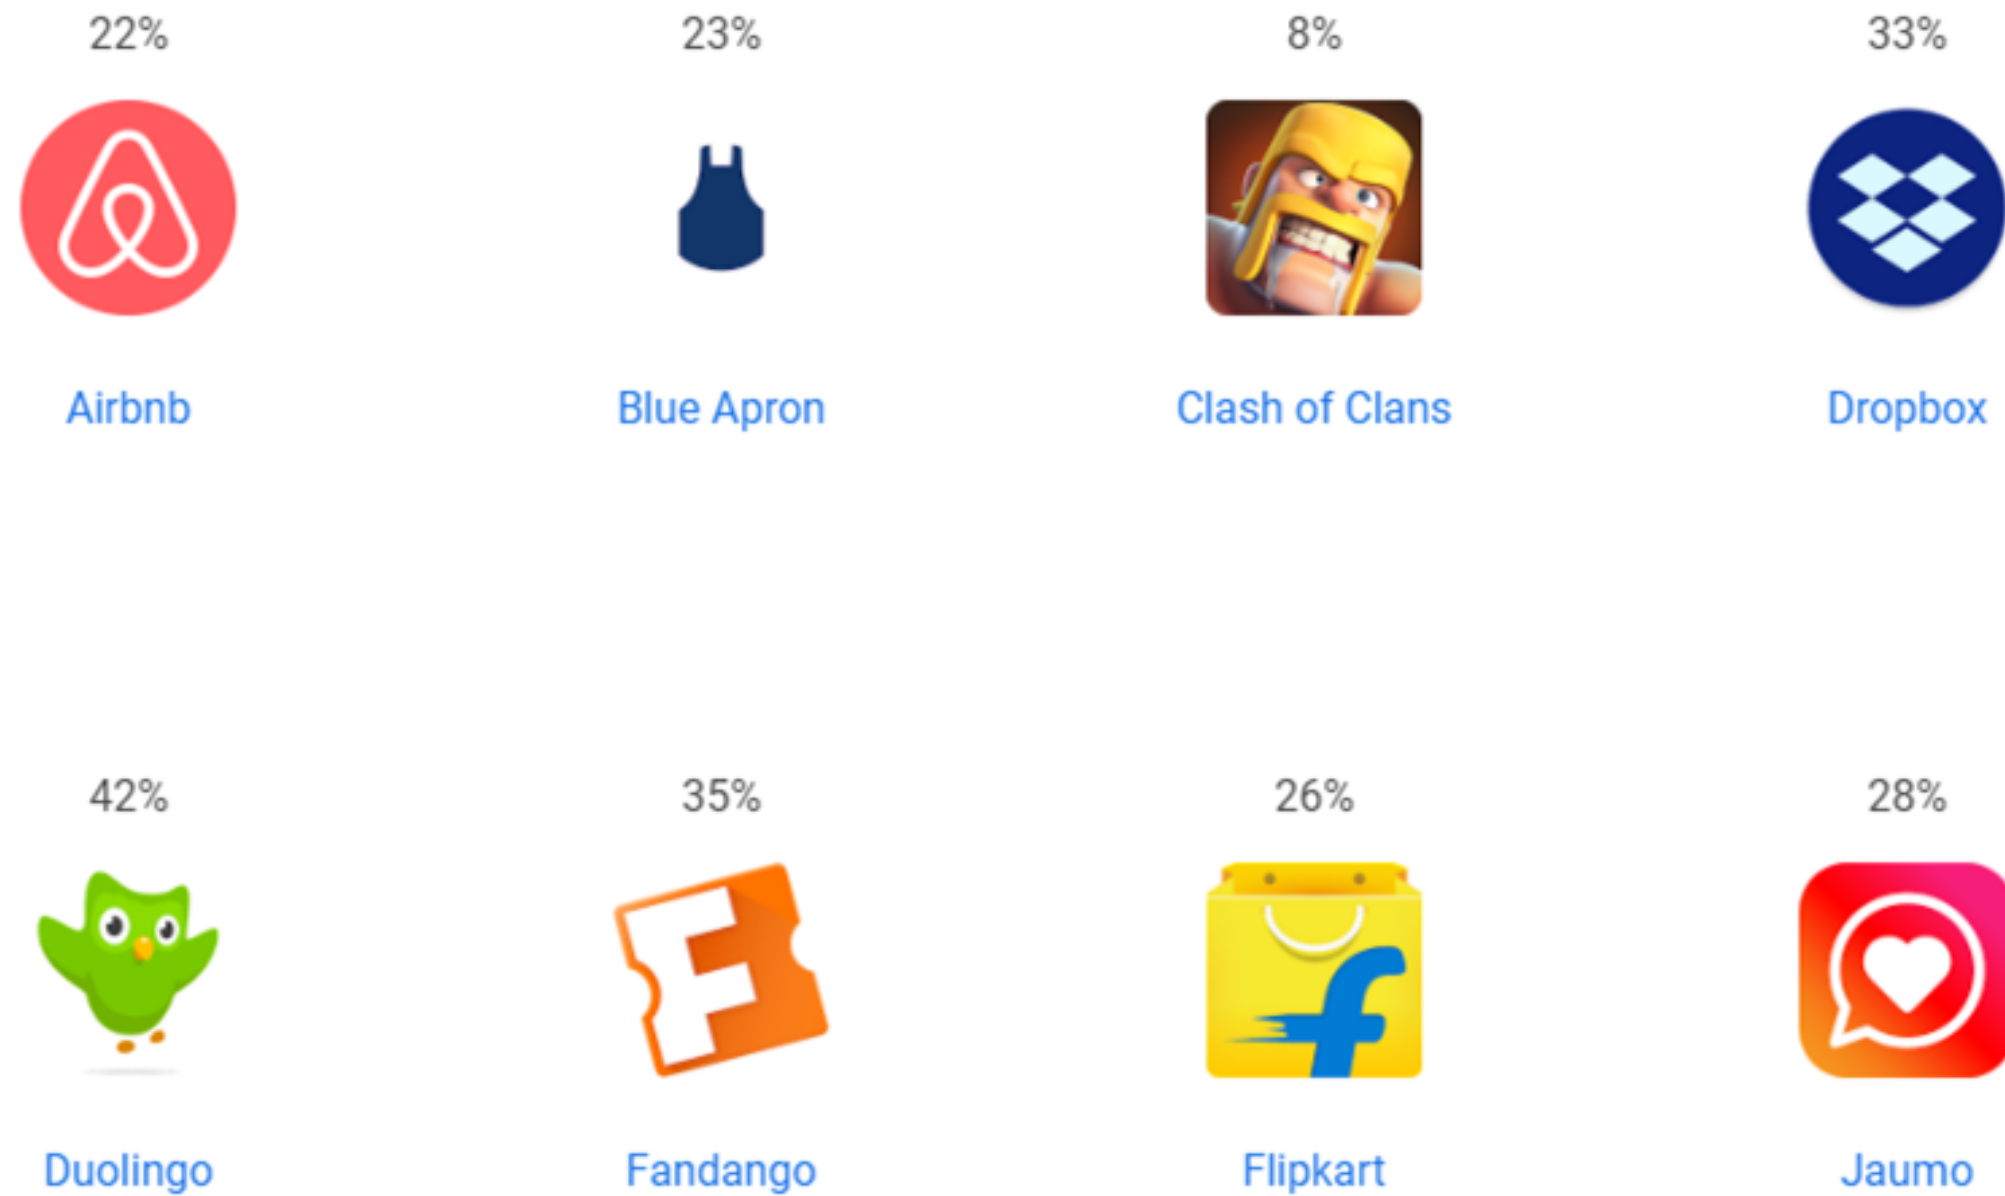 22% 23% 8% 33%
Airbnb Blue Apron Clash of Clans Dropbox
42% 35% 26% 28%
F f
Duolingo Fandango Flipkart Jaumo